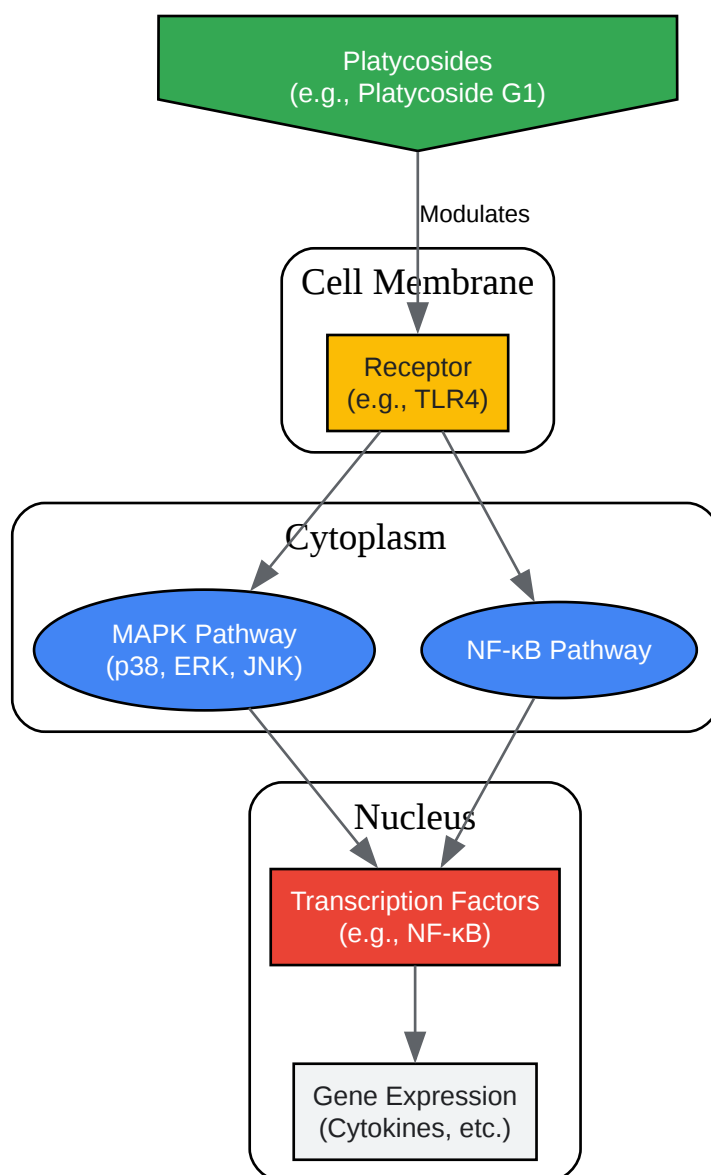 Platycosides
(e.g., Platycoside G1)
Modulates
Cell Membrane
Receptor
(e.g., TLR4)
Cytoplasm
MAPK Pathway
(p38, ERK, JNK)
NF-κB Pathway
Nucleus
Transcription Factors
(e.g., NF-κB)
Gene Expression
(Cytokines, etc.)